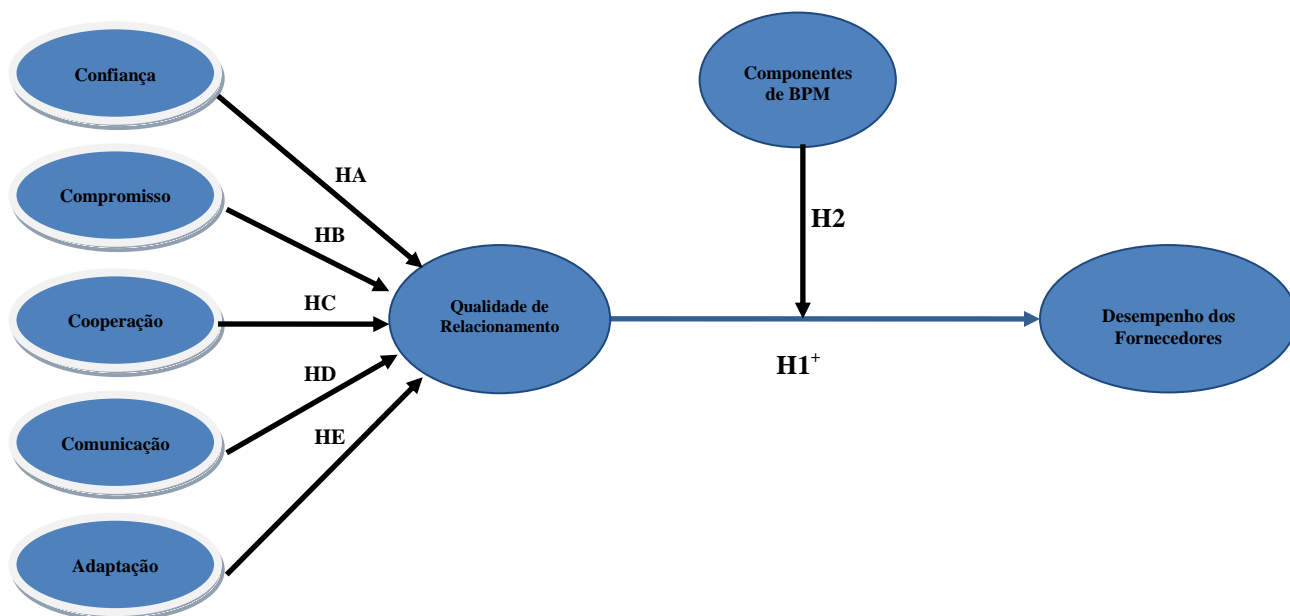 Confiança
Componentes
de BPM
HA
Compromisso
HB
H2
HC
Cooperação
Qualidade de
Relacionamento
Desempenho dos
Fornecedores
H1⁺
HD
Comunicação
HE
Adaptação